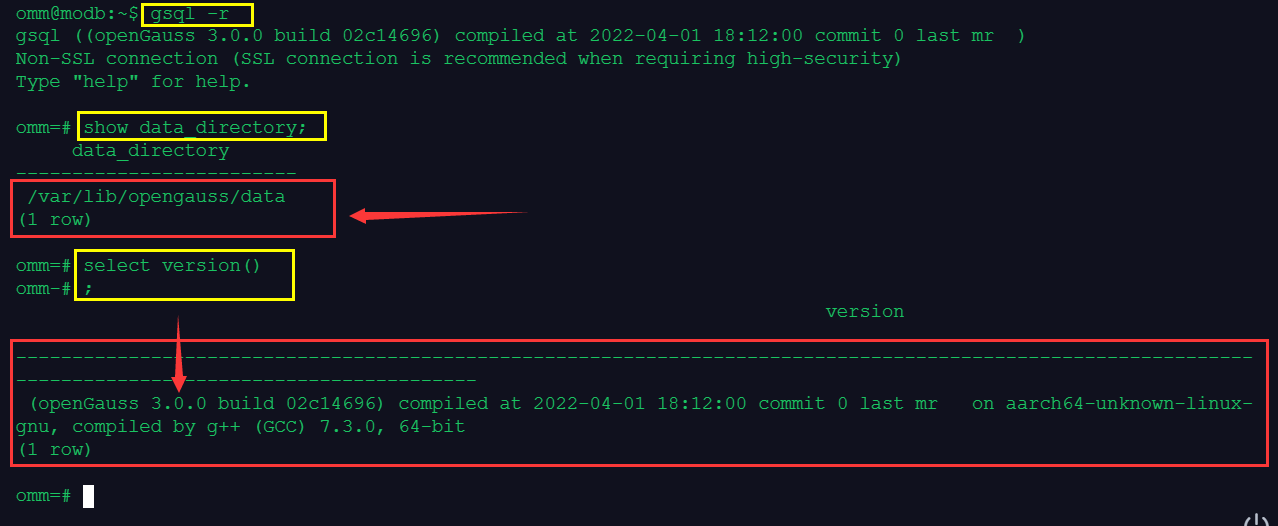 omm@modb:~$ gsql -r
gsql ((openGauss 3.0.0 build 02c14696) compiled at 2022-04-01 18:12:00 commit 0 last mr  )
Non-SSL connection (SSL connection is recommended when requiring high-security)
Type "help" for help.
omm=# show data_directory;
data_directory
-------------------------
/var/lib/opengauss/data
(1 row)
omm=# select version()
omm-# ;
version
--------------------------------------------------------------------------------------------------------------
-----------------------------------------
(openGauss 3.0.0 build 02c14696) compiled at 2022-04-01 18:12:00 commit 0 last mr   on aarch64-unknown-linux-
gnu, compiled by g++ (GCC) 7.3.0, 64-bit
(1 row)
omm=#